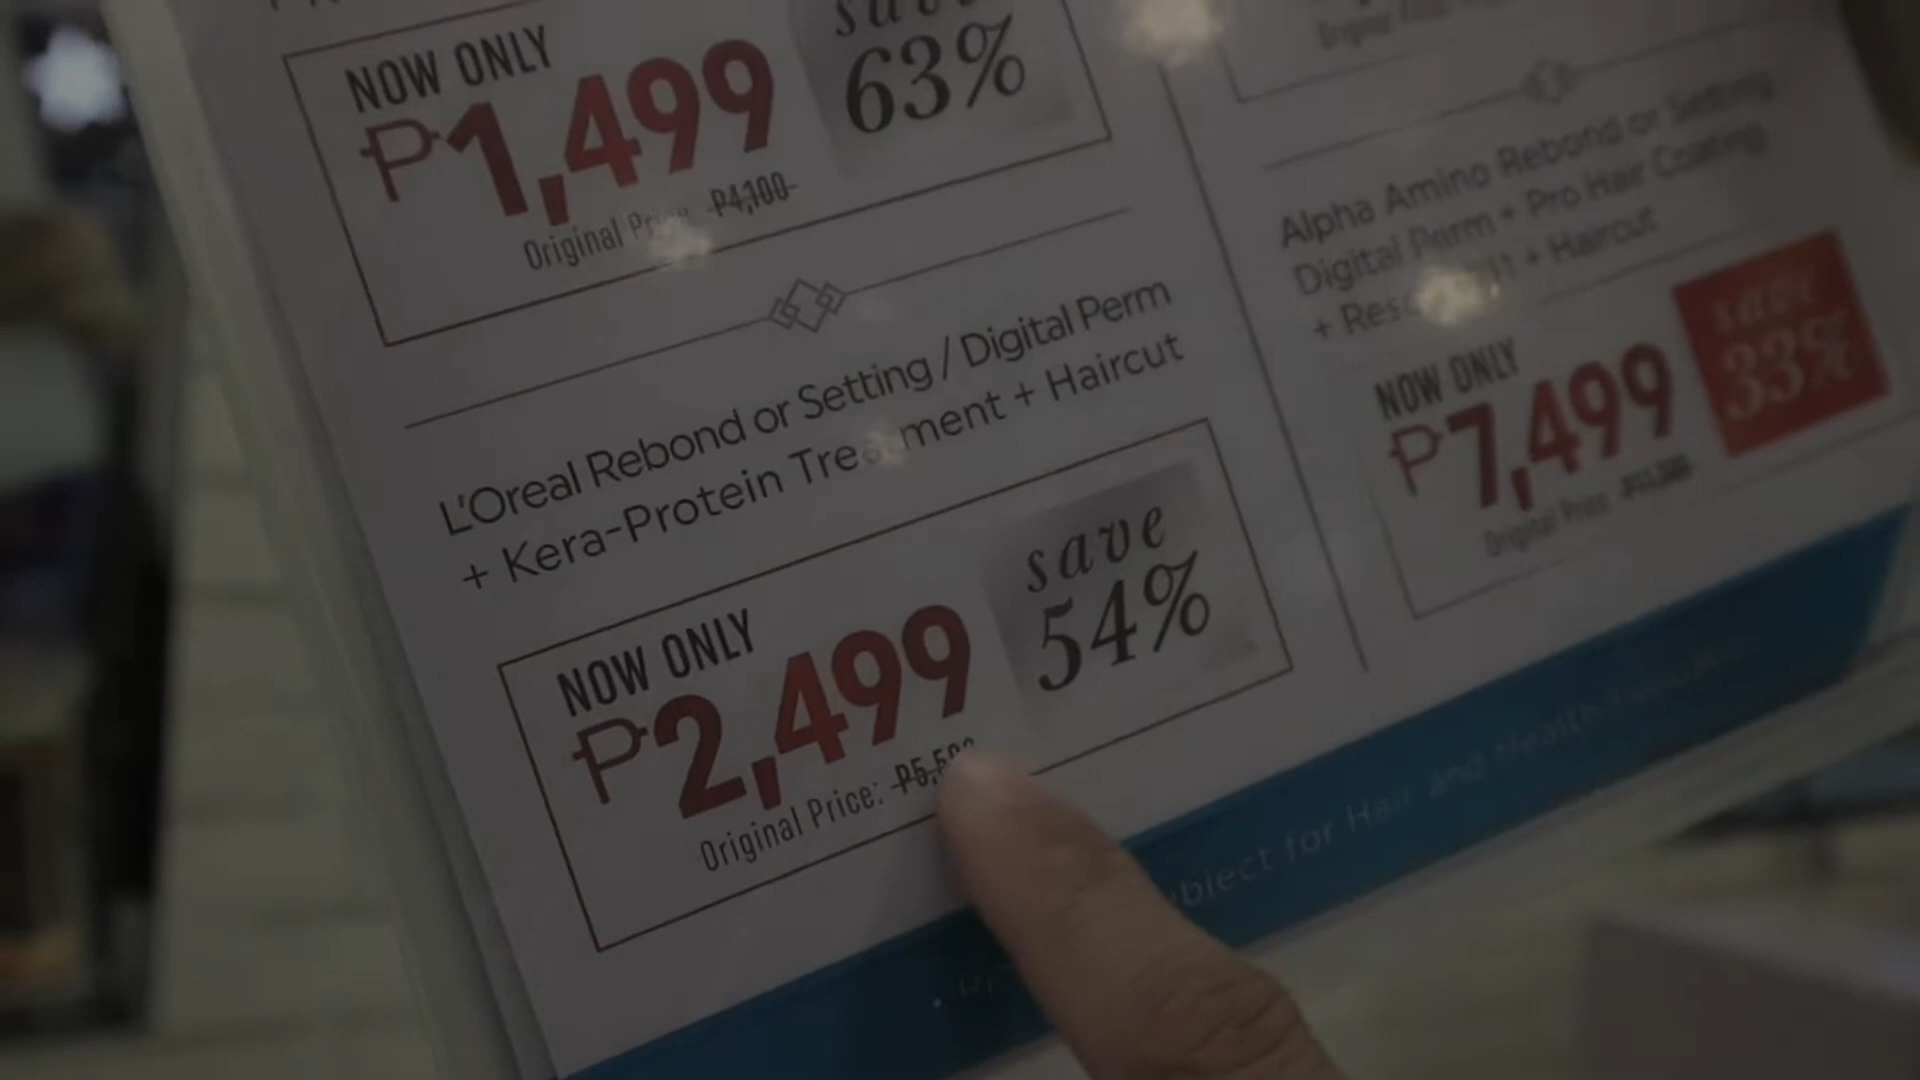 NOW ONLY
₱1,499
save
63%
Original Price ₱4,100
L'Oreal Rebond or Setting / Digital Perm
+ Kera-Protein Treatment + Haircut
NOW ONLY
₱2,499
save
54%
Original Price:
Original
Alpha Amino Rebond or Setting
Digital Perm + Pro Hair Coating
+ Haircut
NOW ONLY
₱7,499
save
33%
Original Price
for Hair and Health